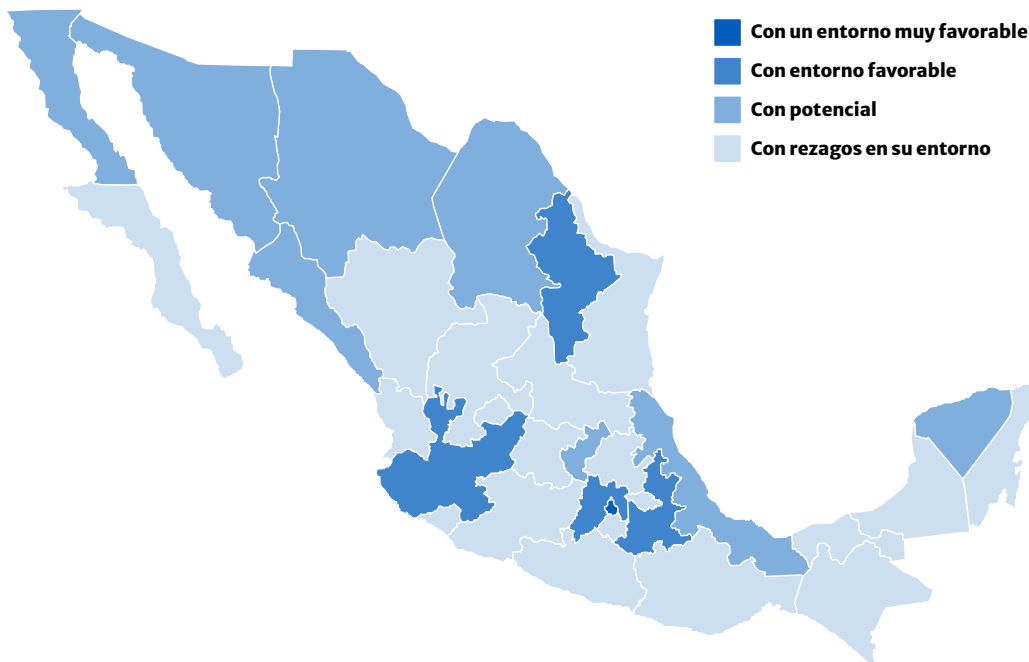 Con un entorno muy favorable
Con entorno favorable
Con potencial
Con rezagos en su entorno